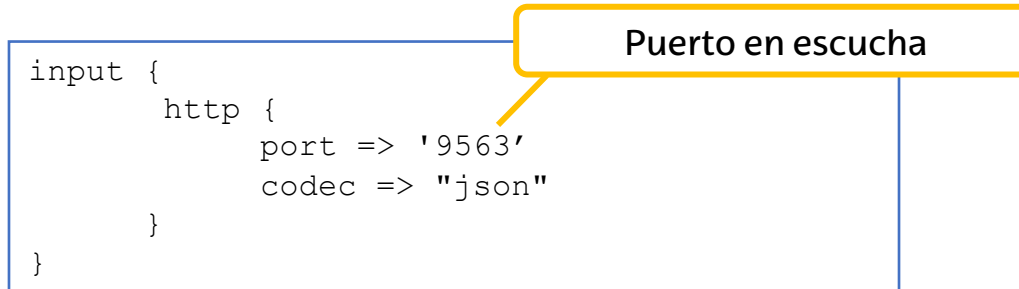 Puerto en escucha
input {
http {
port => '9563’
codec => "json"
}
}